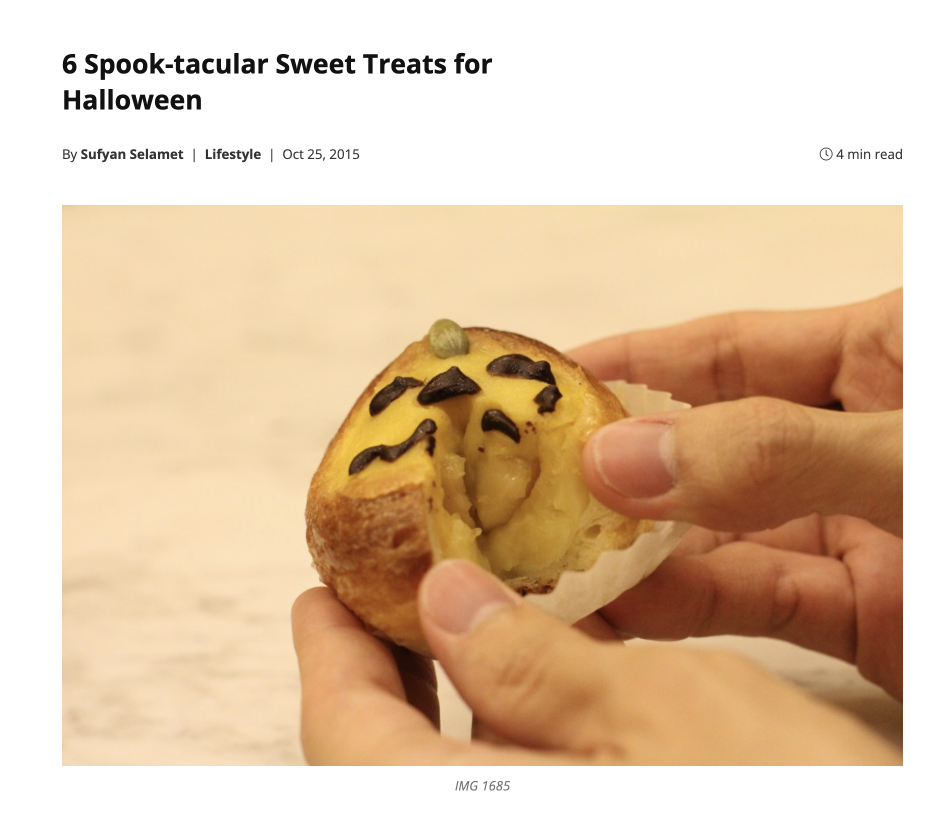 6 Spook-tacular Sweet Treats for
Halloween
By Sufyan Selamet | Lifestyle | Oct 25, 2015
4 min read
IMG 1685